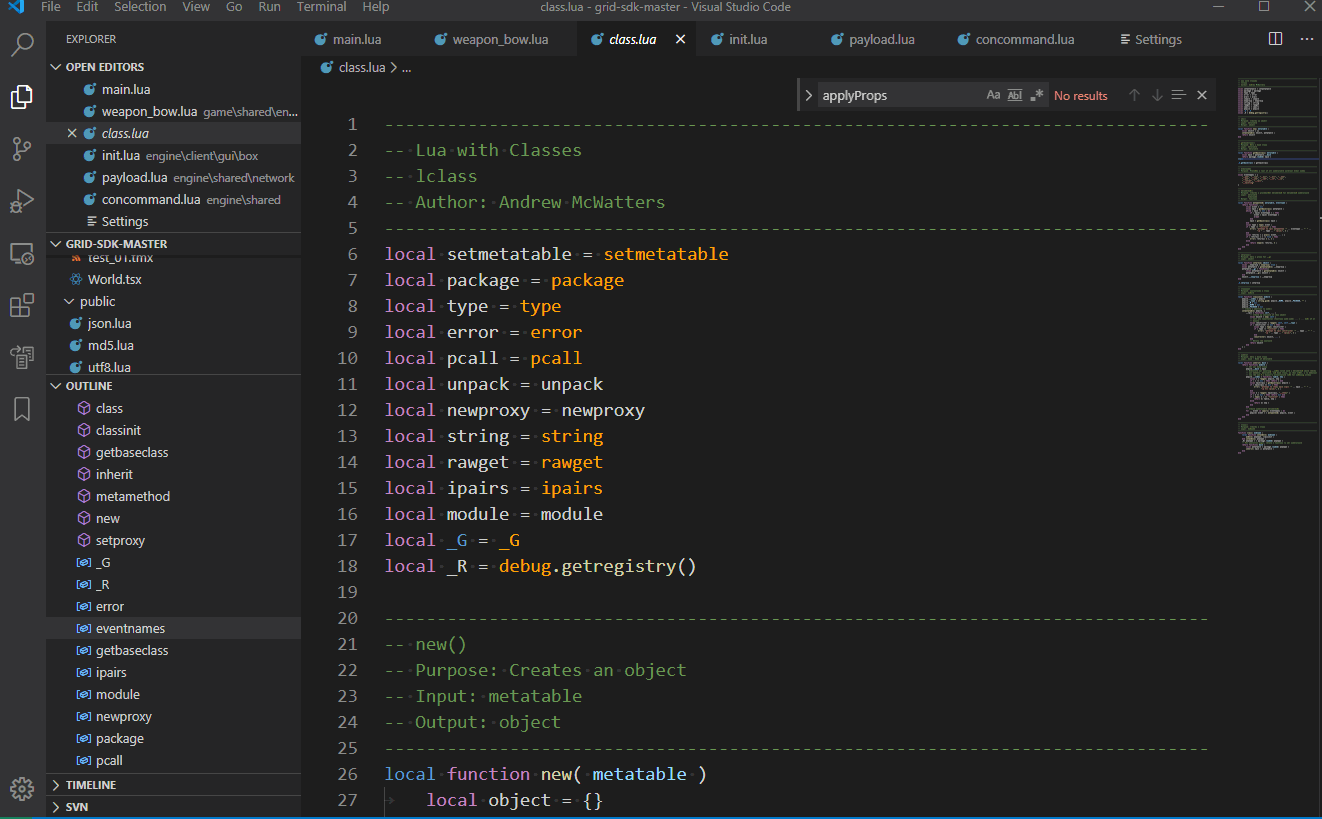 File Edit Selection View Go Run Terminal Help class.lua - grid-sdk-master - Visual Studio Code
EXPLORER
main.lua weapon_bow.lua class.lua init.lua payload.lua concommand.lua Settings
OPEN EDITORS
main.lua
weapon_bow.lua game\shared\en...
class.lua
init.lua engine\client\gui\box
payload.lua engine\shared\network
concommand.lua engine\shared
Settings
GRID-SDK-MASTER
test_01.tmx
World.tsx
public
json.lua
md5.lua
utf8.lua
OUTLINE
class
classinit
getbaseclass
inherit
metamethod
new
setproxy
_G
_R
error
eventnames
getbaseclass
ipairs
module
newproxy
package
pcall
TIMELINE
SVN
class.lua > ...
applyProps Aa Abl .* No results
1 --------------------------------------------------------------------------------
2 -- Lua with Classes
3 -- lclass
4 -- Author: Andrew McWatters
5 --------------------------------------------------------------------------------
6 local setmetatable = setmetatable
7 local package = package
8 local type = type
9 local error = error
10 local pcall = pcall
11 local unpack = unpack
12 local newproxy = newproxy
13 local string = string
14 local rawget = rawget
15 local ipairs = ipairs
16 local module = module
17 local _G = _G
18 local _R = debug.getregistry()
19
20 --------------------------------------------------------------------------------
21 -- new()
22 -- Purpose: Creates an object
23 -- Input: metatable
24 -- Output: object
25 --------------------------------------------------------------------------------
26 local function new( metatable )
27 local object = {}